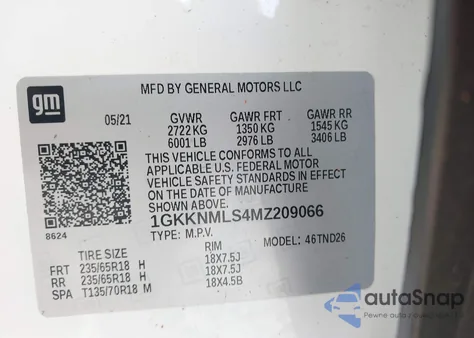 gm
MFD BY GENERAL MOTORS LLC
05/21 GVWR GAWR FRT GAWR RR
2722 KG 1350 KG 1545 KG
6001 LB 2976 LB 3406 LB
THIS VEHICLE CONFORMS TO ALL
APPLICABLE U.S. FEDERAL MOTOR
VEHICLE SAFETY STANDARDS IN EFFECT
ON THE DATE OF MANUFACTURE SHOWN ABOVE.
1GKKNMLS4MZ209066
8624 TYPE: M.P.V. MODEL: 46TND26
TIRE SIZE RIM
FRT 235/65R18 H 18X7.5J
RR 235/65R18 H 18X7.5J
SPA T135/70R18 M 18X4.5B
autoSnap
Pewne auto